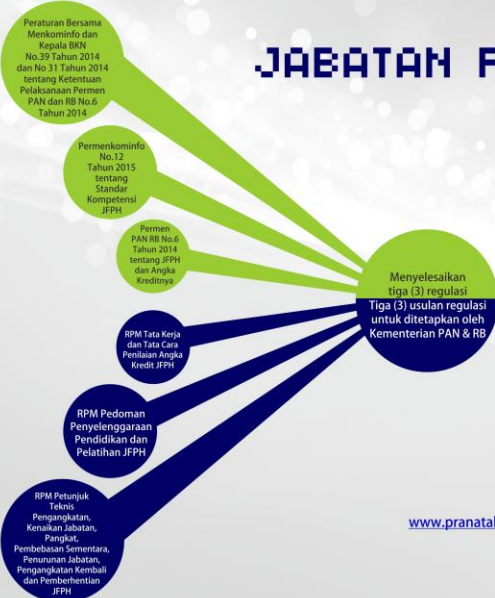 Peraturan Bersama
Menkominfo dan
Kepala BKN
No.39 Tahun 2014
dan No 31 Tahun 2014
tentang Ketentuan
Pelaksanaan Permen
PAN dan RB No.6
Tahun 2014
JABATAN
Permenkominfo
No.12
Tahun 2015
tentang
Standar
Kompetensi
JFPH
Permen
PAN RB No.6
Tahun 2014
tentang JFPH
dan Angka
Kreditnya
Menyelesaikan
tiga (3) regulasi
Tiga (3) usulan regulasi
untuk ditetapkan oleh
Kementerian PAN & RB
RPM Tata Kerja
dan Tata Cara
Penilaian Angka
Kredit JFPH
RPM Pedoman
Penyelenggaraan
Pendidikan dan
Pelatihan JFPH
RPM Petunjuk
Teknis
Pengangkatan,
Kenaikan Jabatan,
Pangkat,
Pembebasan Sementara,
Penurunan Jabatan,
Pengangkatan Kembali
dan Pemberhentian
JFPH